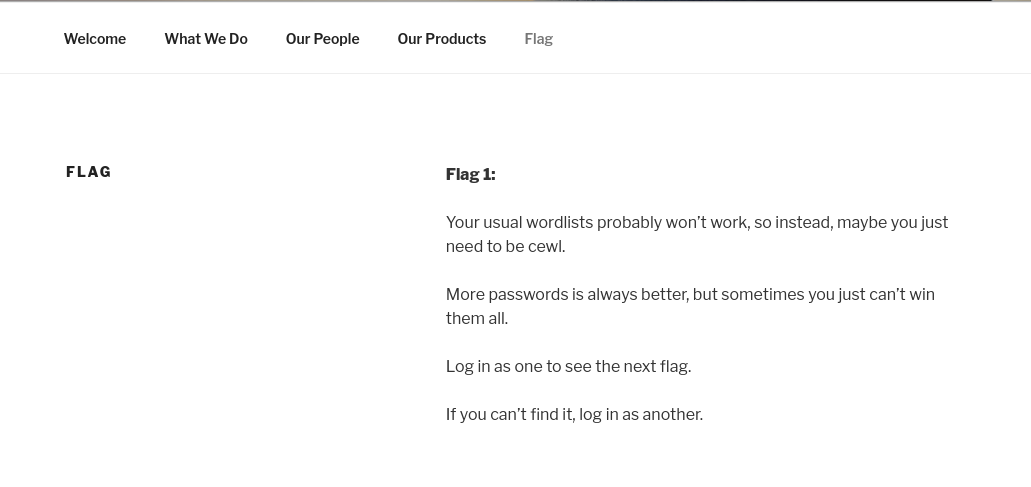 Welcome What We Do Our People Our Products Flag
FLAG
Flag 1:
Your usual wordlists probably won’t work, so instead, maybe you just
need to be cewl.
More passwords is always better, but sometimes you just can’t win
them all.
Log in as one to see the next flag.
If you can’t find it, log in as another.